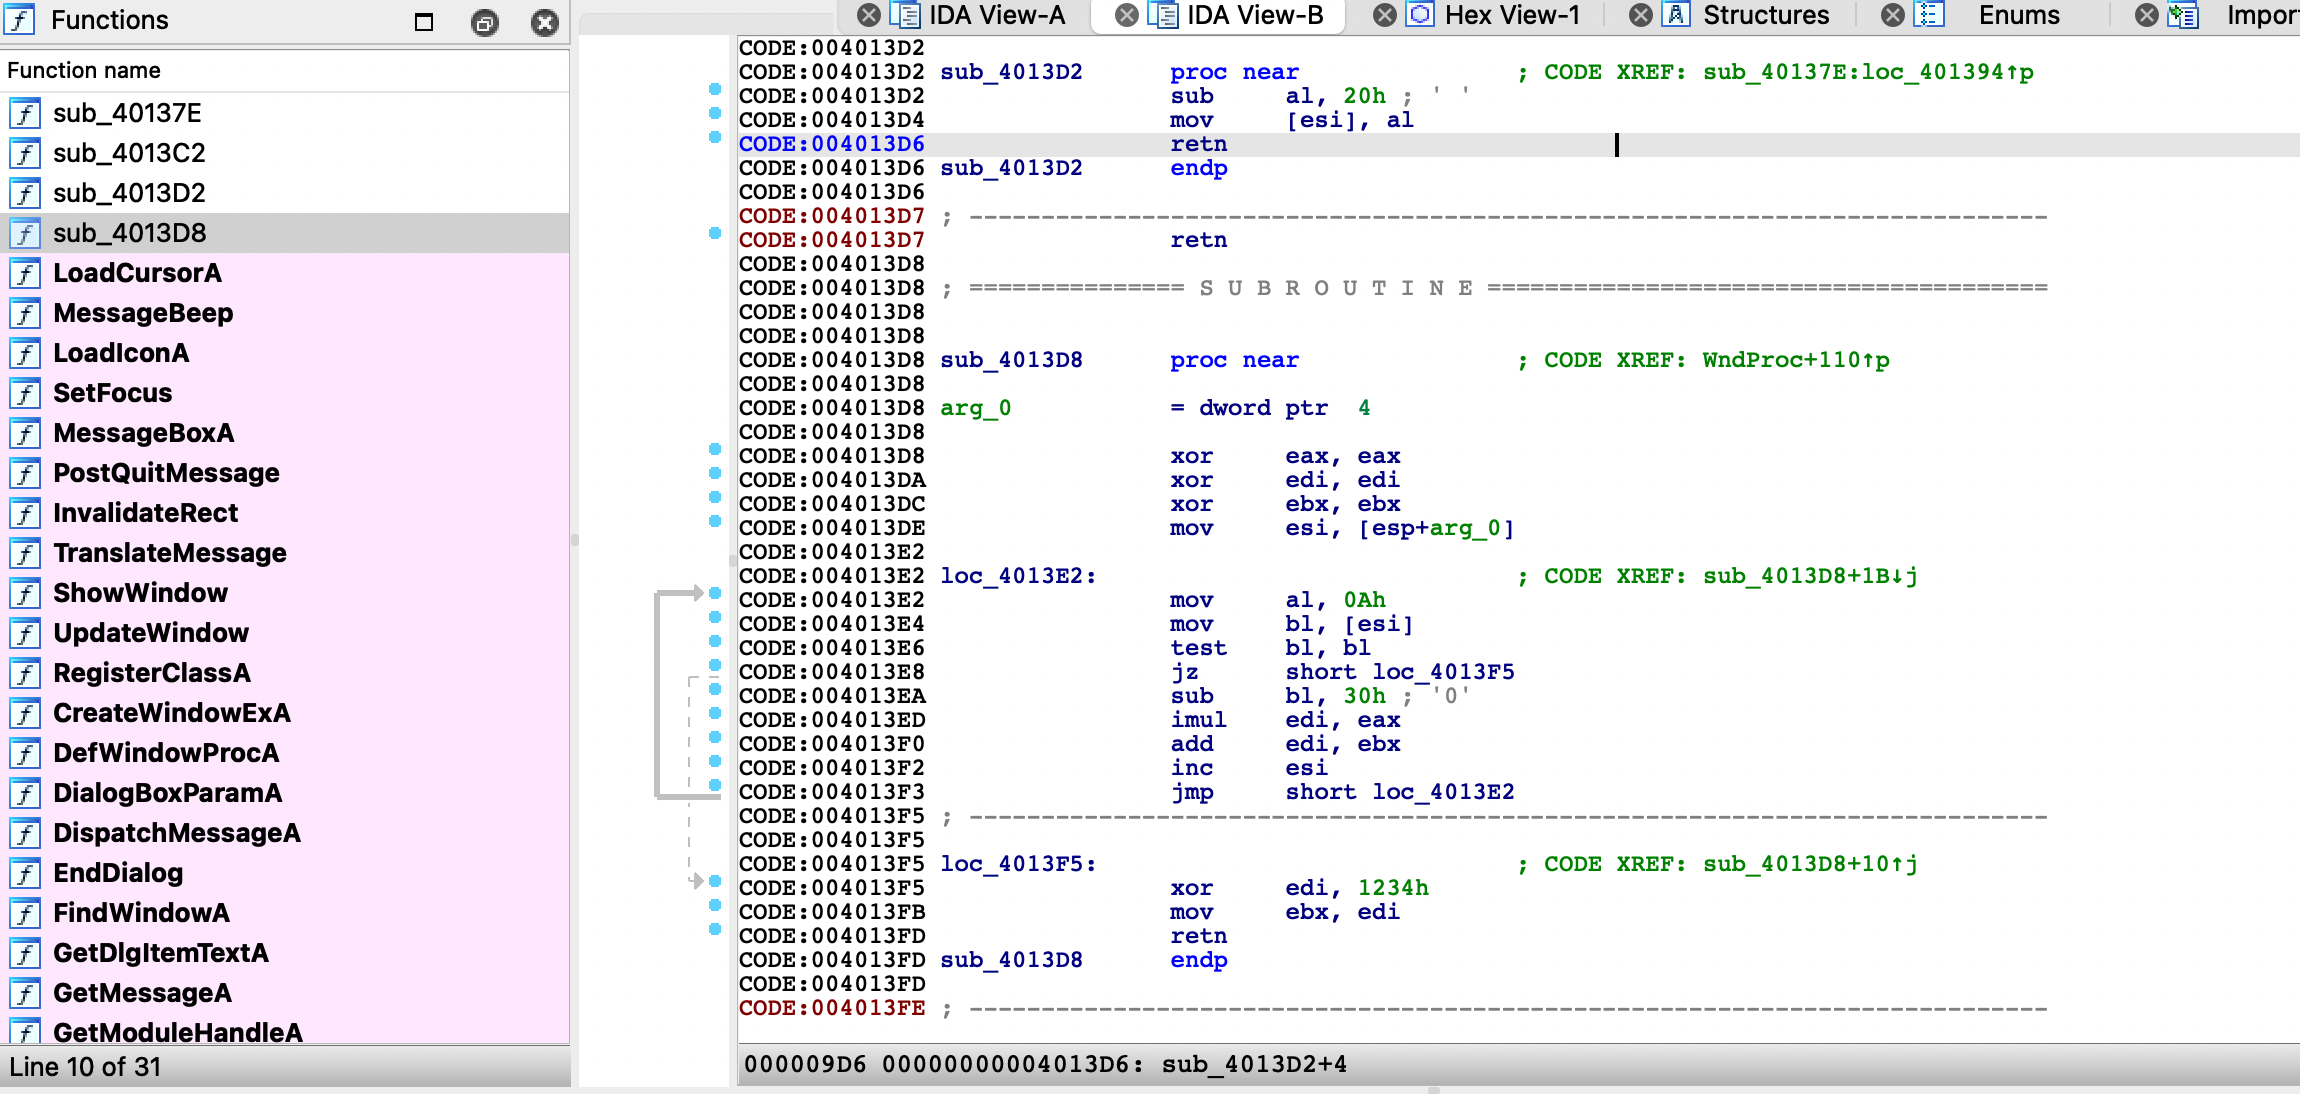 Functions
IDA View-A
IDA View-B
Hex View-1
Structures
Enums
Impor
Function name
sub_40137E
sub_4013C2
sub_4013D2
sub_4013D8
LoadCursorA
MessageBeep
LoadIconA
SetFocus
MessageBoxA
PostQuitMessage
InvalidateRect
TranslateMessage
ShowWindow
UpdateWindow
RegisterClassA
CreateWindowExA
DefWindowProcA
DialogBoxParamA
DispatchMessageA
EndDialog
FindWindowA
GetDlgItemTextA
GetMessageA
GetModuleHandleA
Line 10 of 31
CODE:004013D2
CODE:004013D2 sub_4013D2 proc near ; CODE XREF: sub_40137E:loc_401394↑p
CODE:004013D2 sub al, 20h ; ' '
CODE:004013D4 mov [esi], al
CODE:004013D6 retn
CODE:004013D6 sub_4013D2 endp
CODE:004013D6
CODE:004013D7 ; ---------------------------------------------------------------------------
CODE:004013D7 retn
CODE:004013D8
CODE:004013D8 ; =============== S U B R O U T I N E =======================================
CODE:004013D8
CODE:004013D8
CODE:004013D8 sub_4013D8 proc near ; CODE XREF: WndProc+110↑p
CODE:004013D8
CODE:004013D8 arg_0 = dword ptr 4
CODE:004013D8
CODE:004013D8 xor eax, eax
CODE:004013DA xor edi, edi
CODE:004013DC xor ebx, ebx
CODE:004013DE mov esi, [esp+arg_0]
CODE:004013E2
CODE:004013E2 loc_4013E2: ; CODE XREF: sub_4013D8+1B↓j
CODE:004013E2 mov al, 0Ah
CODE:004013E4 mov bl, [esi]
CODE:004013E6 test bl, bl
CODE:004013E8 jz short loc_4013F5
CODE:004013EA sub bl, 30h ; '0'
CODE:004013ED imul edi, eax
CODE:004013F0 add edi, ebx
CODE:004013F2 inc esi
CODE:004013F3 jmp short loc_4013E2
CODE:004013F5 ; ---------------------------------------------------------------------------
CODE:004013F5
CODE:004013F5 loc_4013F5: ; CODE XREF: sub_4013D8+10↑j
CODE:004013F5 xor edi, 1234h
CODE:004013FB mov ebx, edi
CODE:004013FD retn
CODE:004013FD sub_4013D8 endp
CODE:004013FD
CODE:004013FE ; ---------------------------------------------------------------------------
000009D6 00000000004013D6: sub_4013D2+4